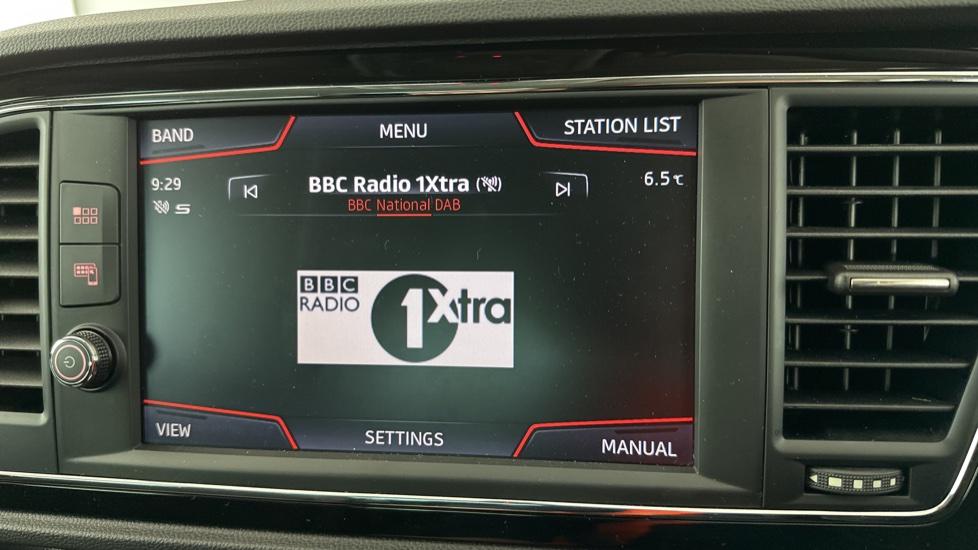 BAND
MENU
STATION LIST
9:29
BBC Radio 1Xtra
6.5°C
S
BBC National DAB
BBC
RADIO
1Xtra
VIEW
SETTINGS
MANUAL